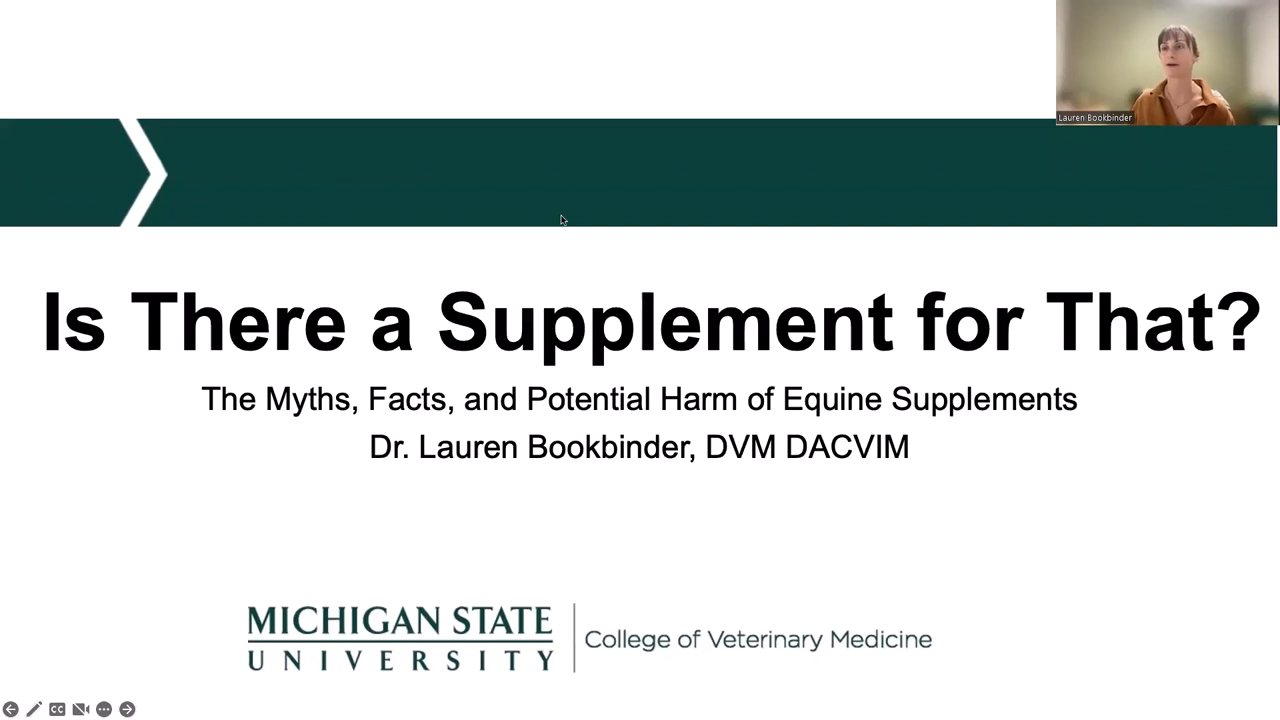 Lauren Bookbinder
Is There a Supplement for That?
The Myths, Facts, and Potential Harm of Equine Supplements
Dr. Lauren Bookbinder, DVM DACVIM
MICHIGAN STATE
UNIVERSITY
College of Veterinary Medicine
CC